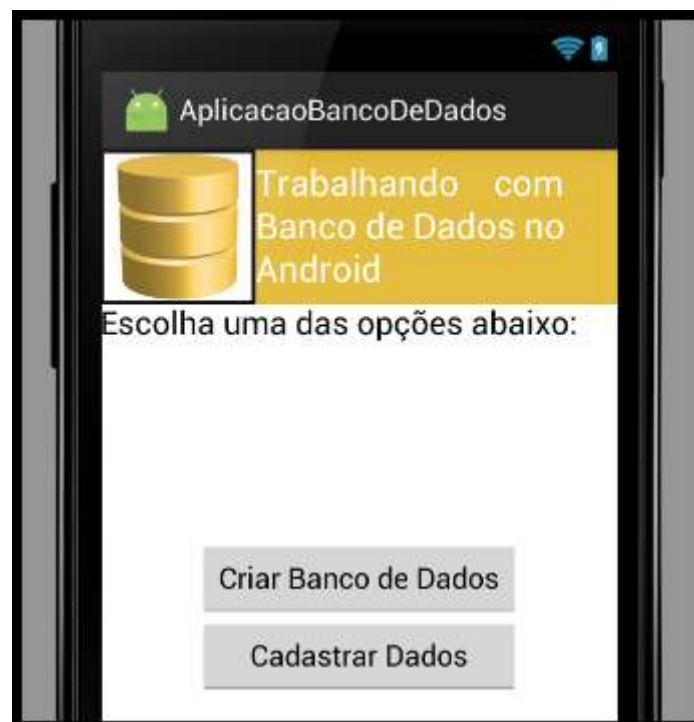 AplicacaoBancoDeDados
Trabalhando com
Banco de Dados no
Android
Escolha uma das opções abaixo:
Criar Banco de Dados
Cadastrar Dados